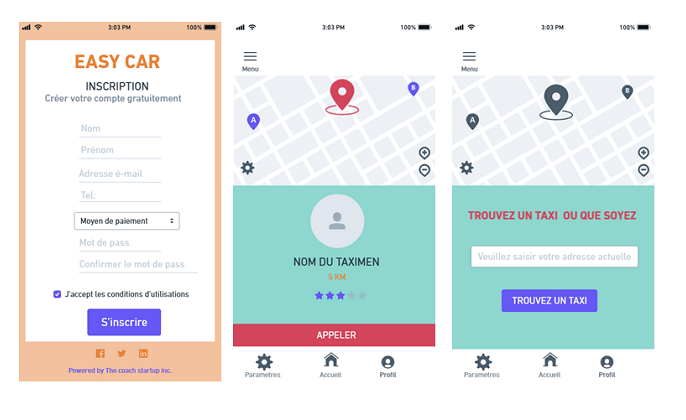 3:03 PM
100%
EASY CAR
INSCRIPTION
Créer votre compte gratuitement
Nom
Prénom
Adresse é-mail
Tel:
Moyen de paiement
Mot de pass
Confirmer le mot de pass
J'accept les conditions d'utilisations
S'inscrire
Powered by The coach startup inc.
3:03 PM
100%
Menu
A
B
NOM DU TAXIMEN
5 KM
APPELER
Parametres
Accueil
Profil
3:03 PM
100%
Menu
A
B
TROUVEZ UN TAXI OU QUE SOYEZ
Veuillez saisir votre adresse actuelle
TROUVEZ UN TAXI
Parametres
Accueil
Profil